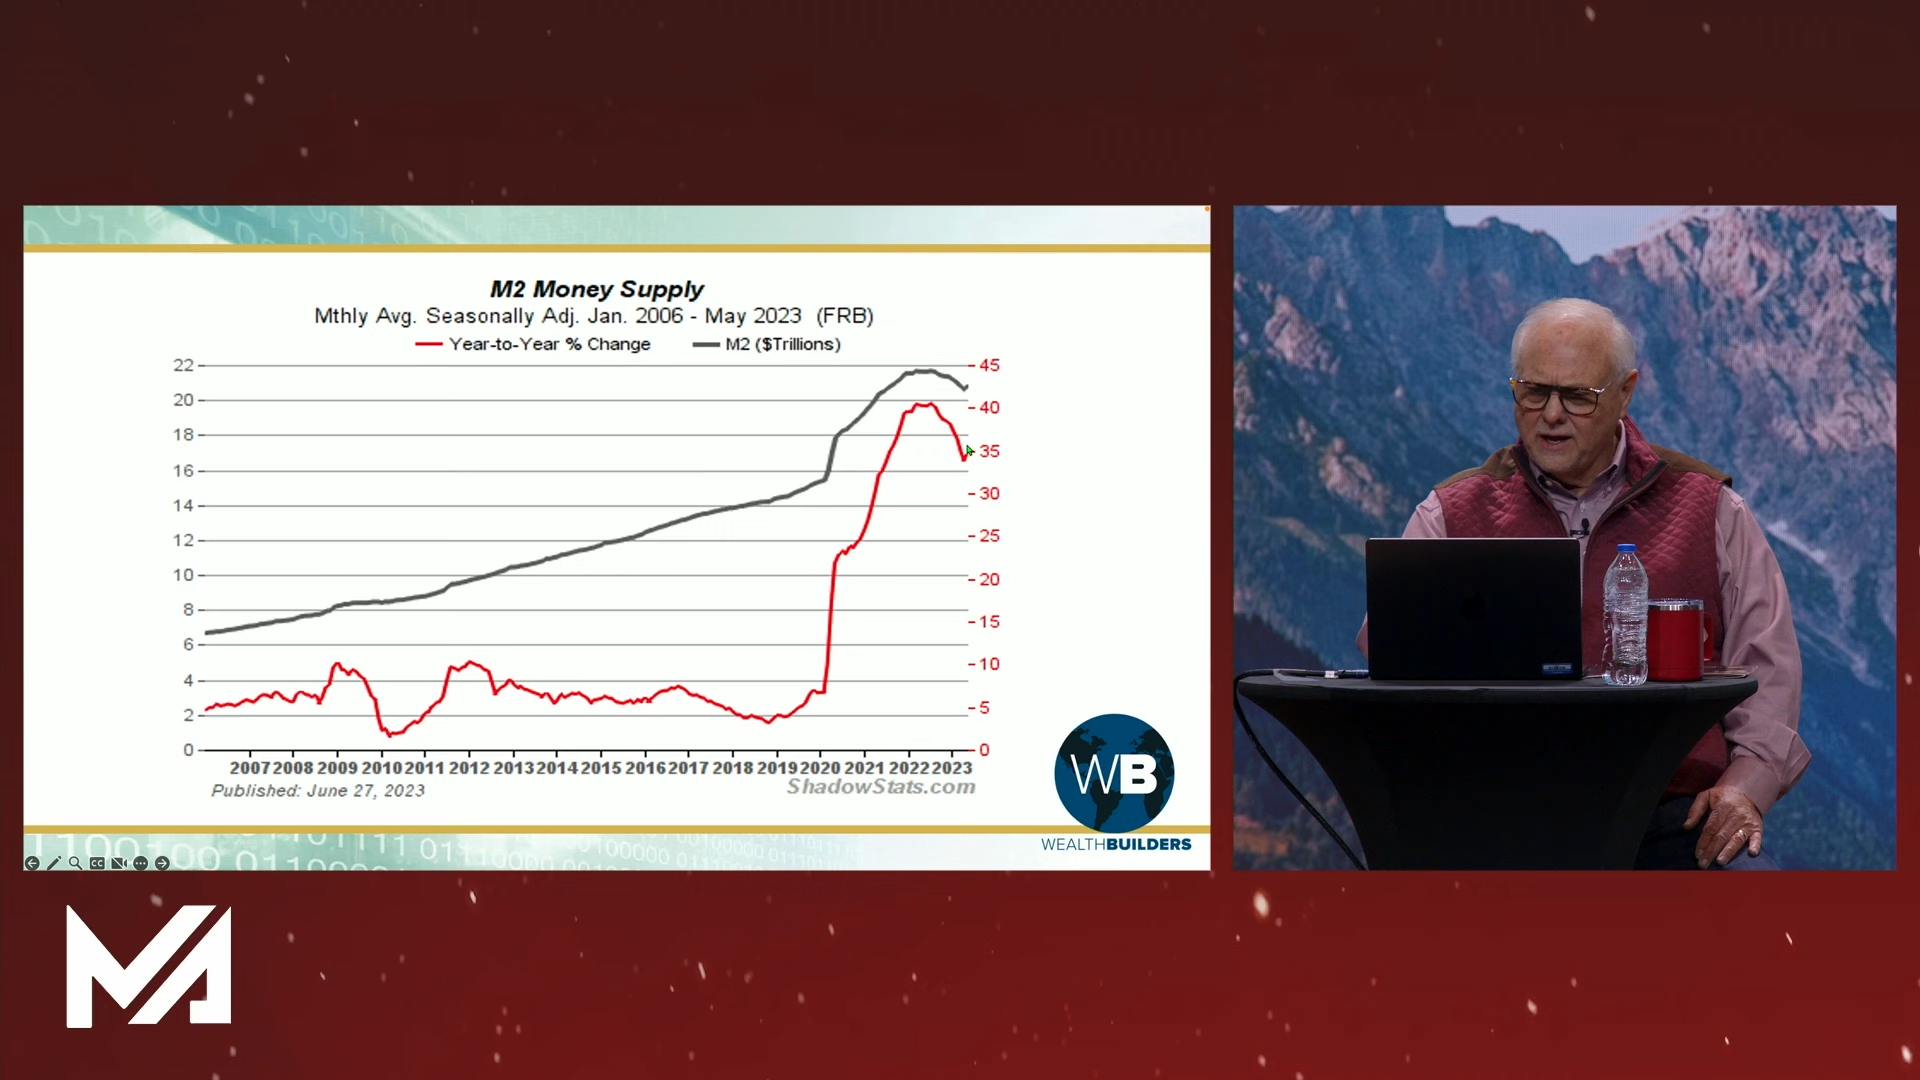 M2 Money Supply
Mthly Avg. Seasonally Adj. Jan. 2006 - May 2023 (FRB)
Year-to-Year % Change M2 ($Trillions)
22 45
20 40
18 35
16 30
14 25
12 20
10 15
8 10
6 5
4 0
2
0
2007 2008 2009 2010 2011 2012 2013 2014 2015 2016 2017 2018 2019 2020 2021 2022 2023
Published: June 27, 2023 ShadowStats.com
WB
WEALTHBUILDERS
CC
MA